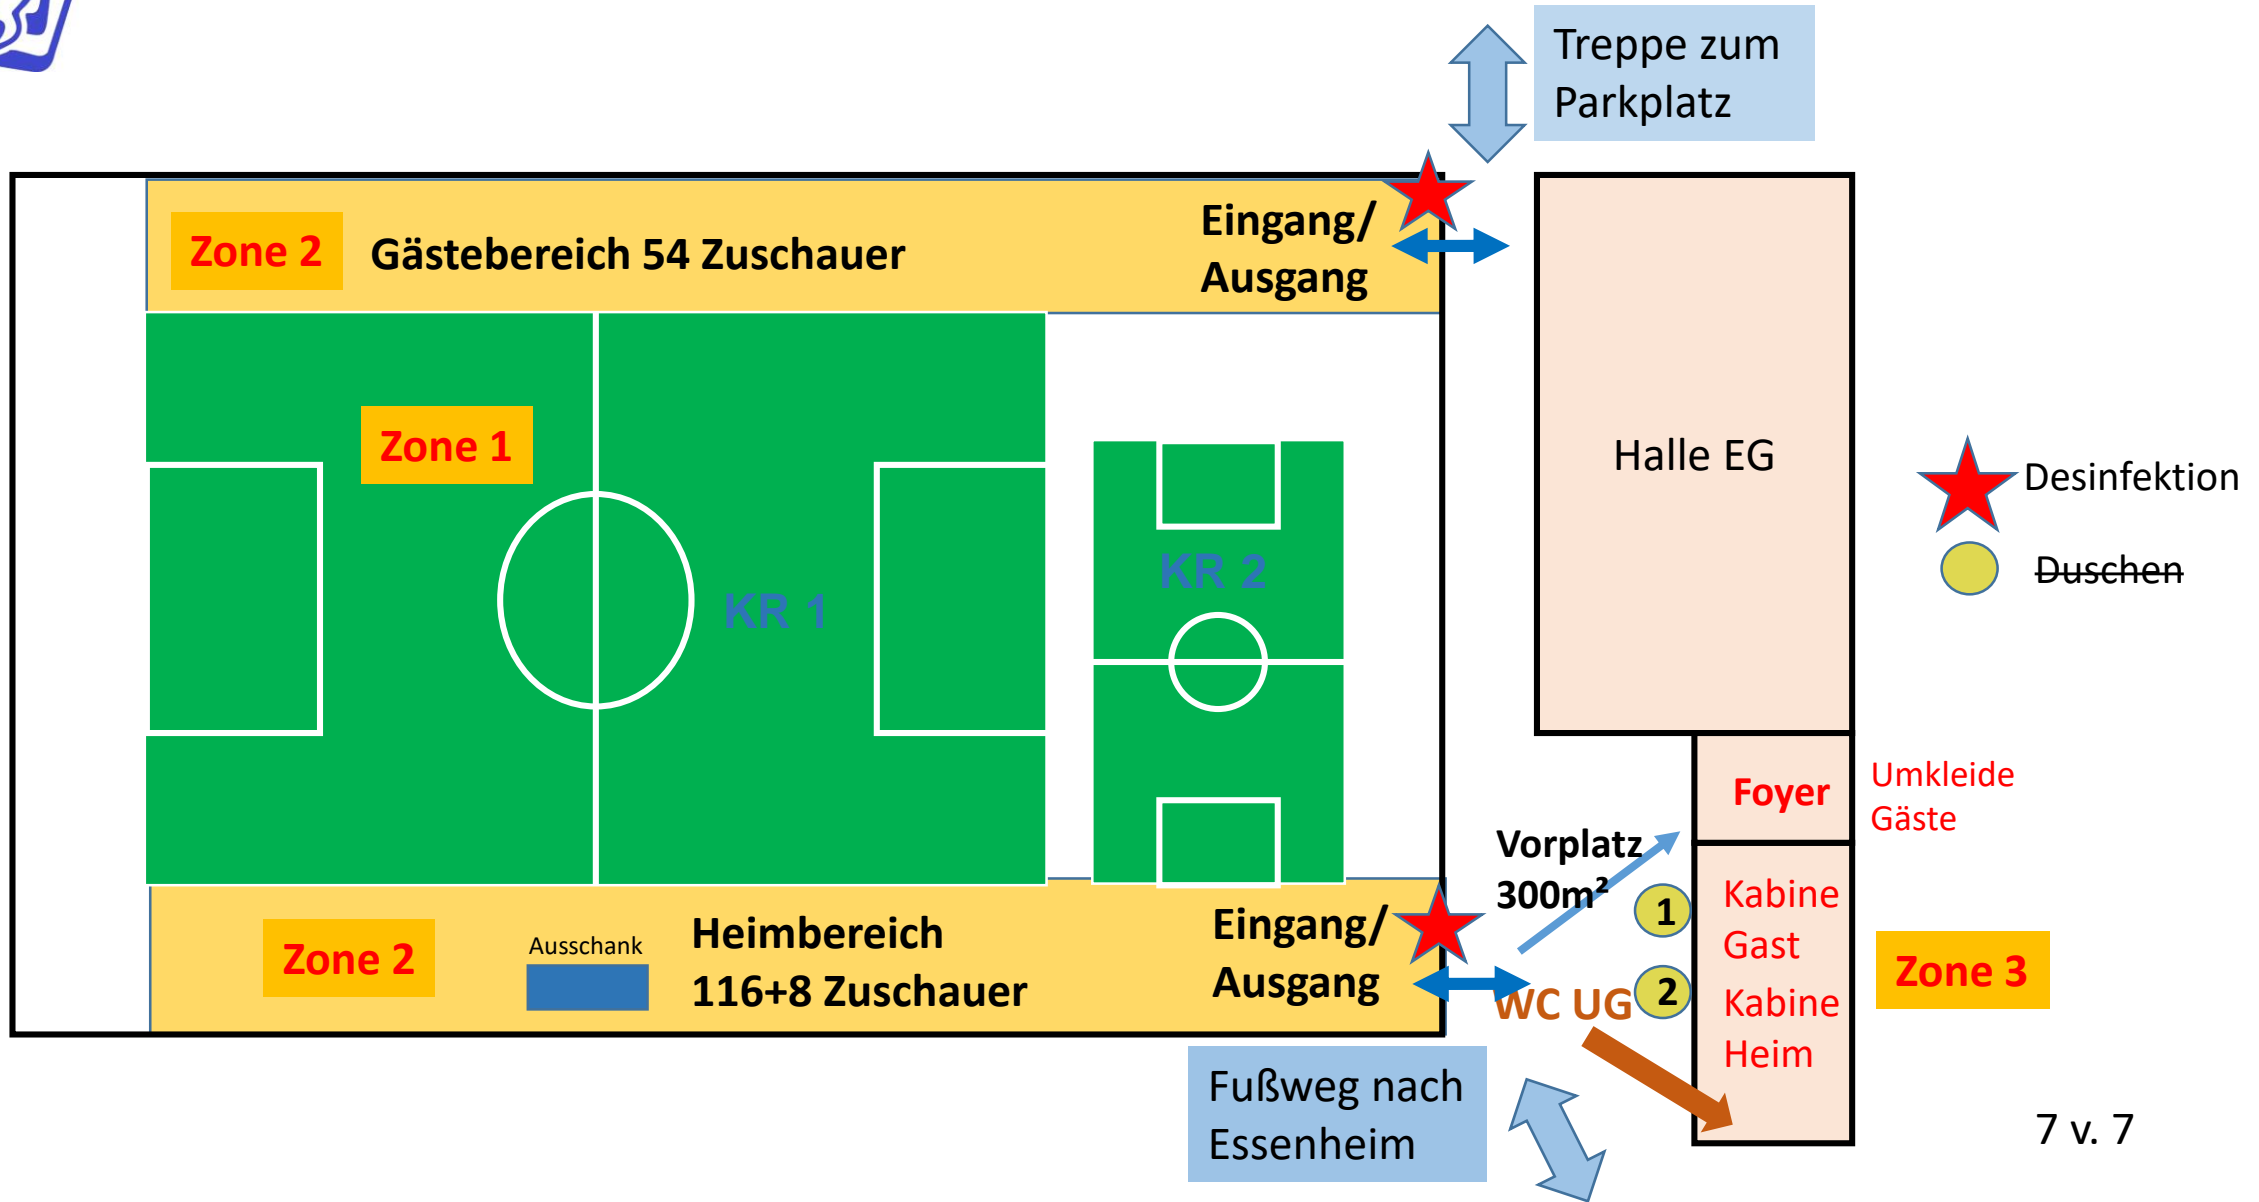 Treppe zum
Parkplatz
Zone 2
Gästebereich 54 Zuschauer
Eingang/
Ausgang
Zone 1
KR 1
KR 2
Halle EG
Desinfektion
Duschen
Foyer
Umkleide
Gäste
Vorplatz
300m²
1
Kabine
Gast
2
Kabine
Heim
Zone 3
Zone 2
Ausschank
Heimbereich
116+8 Zuschauer
Eingang/
Ausgang
WC UG
Fußweg nach
Essenheim
7 v. 7